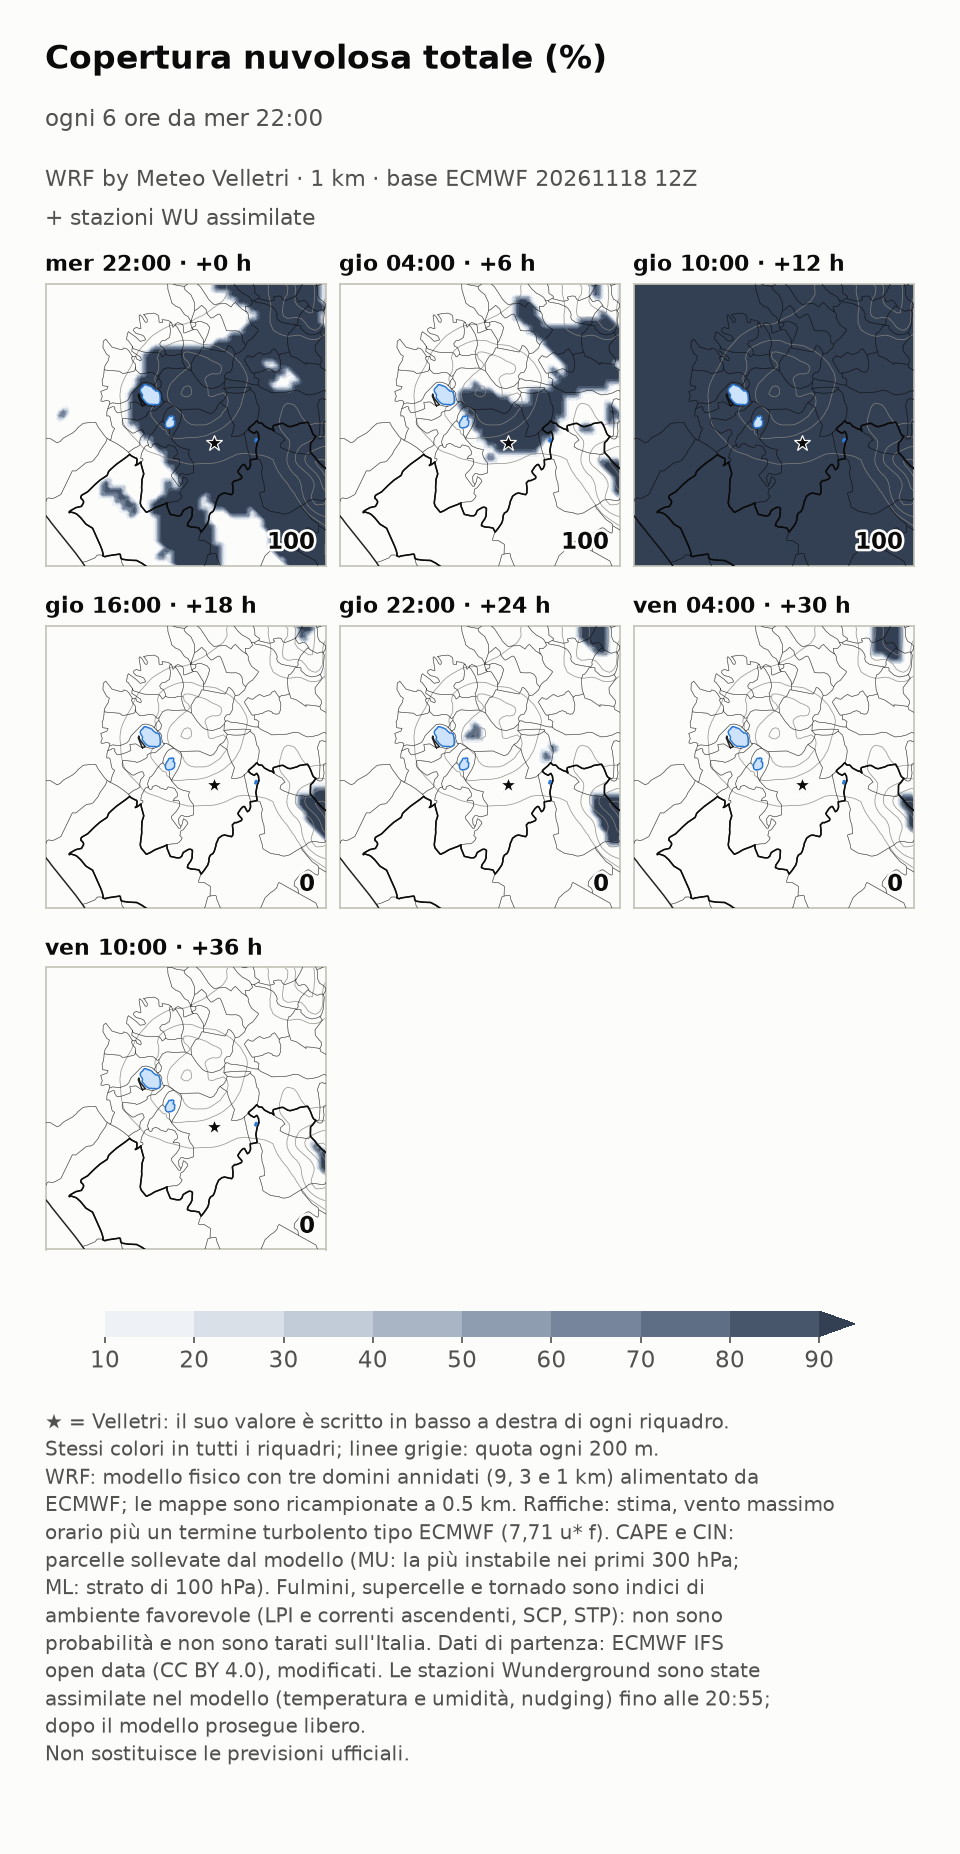 Copertura nuvolosa totale (%)
ogni 6 ore da mer 22:00
WRF by Meteo Velletri · 1 km · base ECMWF 20261118 12Z
+ stazioni WU assimilate
mer 22:00 · +0 h
gio 04:00 · +6 h
gio 10:00 · +12 h
100
100
100
gio 16:00 · +18 h
gio 22:00 · +24 h
ven 04:00 · +30 h
0
0
0
ven 10:00 · +36 h
0
10 20 30 40 50 60 70 80 90
★ = Velletri: il suo valore è scritto in basso a destra di ogni riquadro.
Stessi colori in tutti i riquadri; linee grigie: quota ogni 200 m.
WRF: modello fisico con tre domini annidati (9, 3 e 1 km) alimentato da
ECMWF; le mappe sono ricampionate a 0.5 km. Raffiche: stima, vento massimo
orario più un termine turbolento tipo ECMWF (7,71 u* f). CAPE e CIN:
parcelle sollevate dal modello (MU: la più instabile nei primi 300 hPa;
ML: strato di 100 hPa). Fulmini, supercelle e tornado sono indici di
ambiente favorevole (LPI e correnti ascendenti, SCP, STP): non sono
probabilità e non sono tarati sull'Italia. Dati di partenza: ECMWF IFS
open data (CC BY 4.0), modificati. Le stazioni Wunderground sono state
assimilate nel modello (temperatura e umidità, nudging) fino alle 20:55;
dopo il modello prosegue libero.
Non sostituisce le previsioni ufficiali.